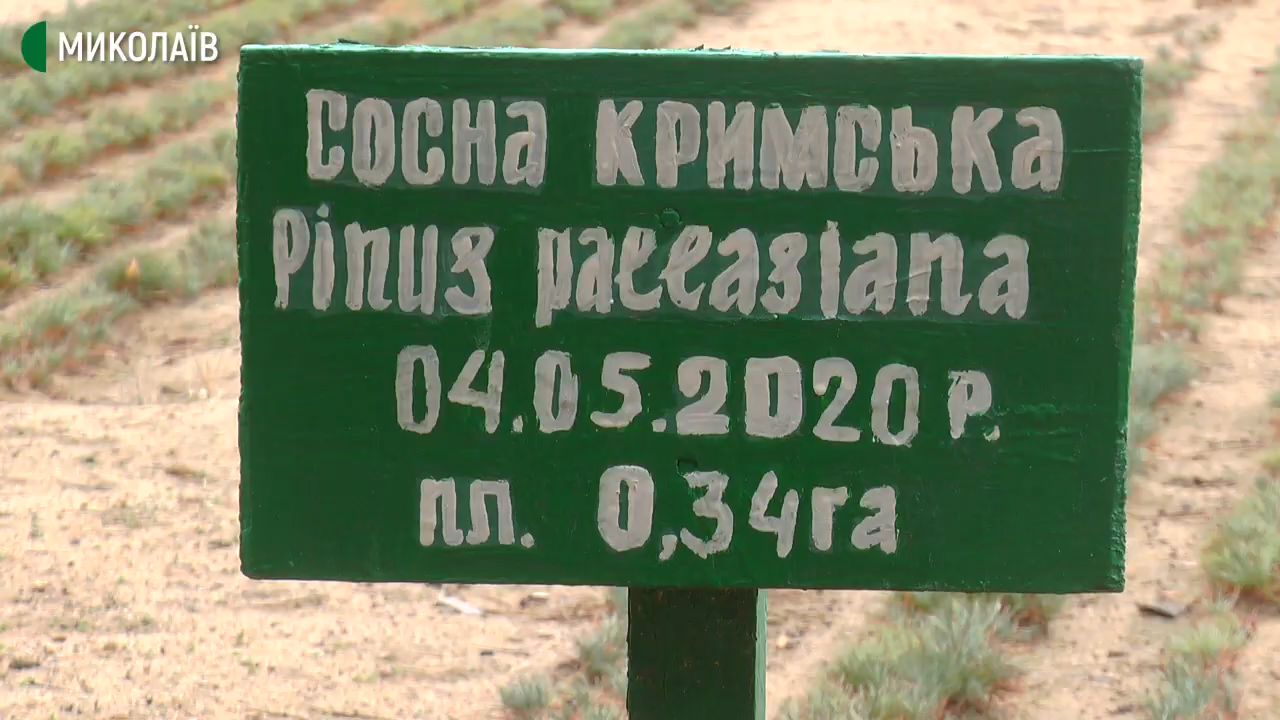 МИКОЛАЇВ
сосна кримська
Pinus pallasiana
04.05.2020 р.
пл. 0,34га